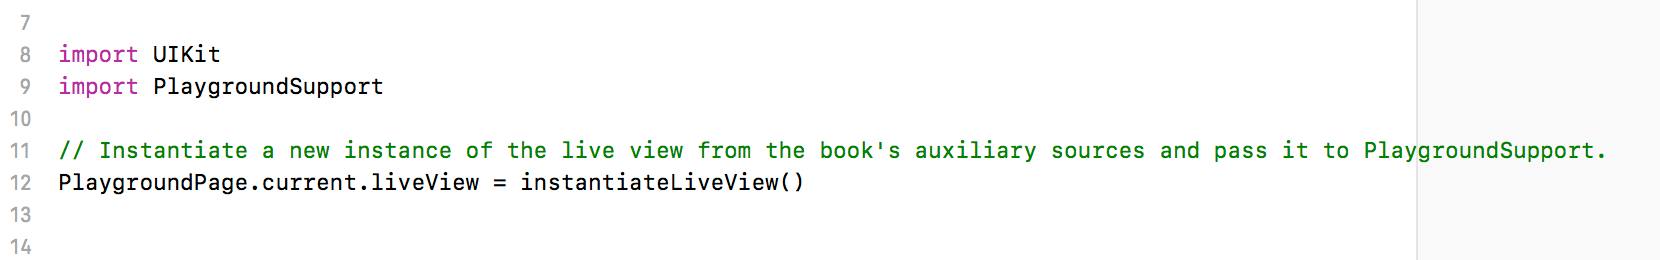 7
8 import UIKit
9 import PlaygroundSupport
10
11 // Instantiate a new instance of the live view from the book's auxiliary sources and pass it to PlaygroundSupport.
12 PlaygroundPage.current.liveView = instantiateLiveView()
13
14